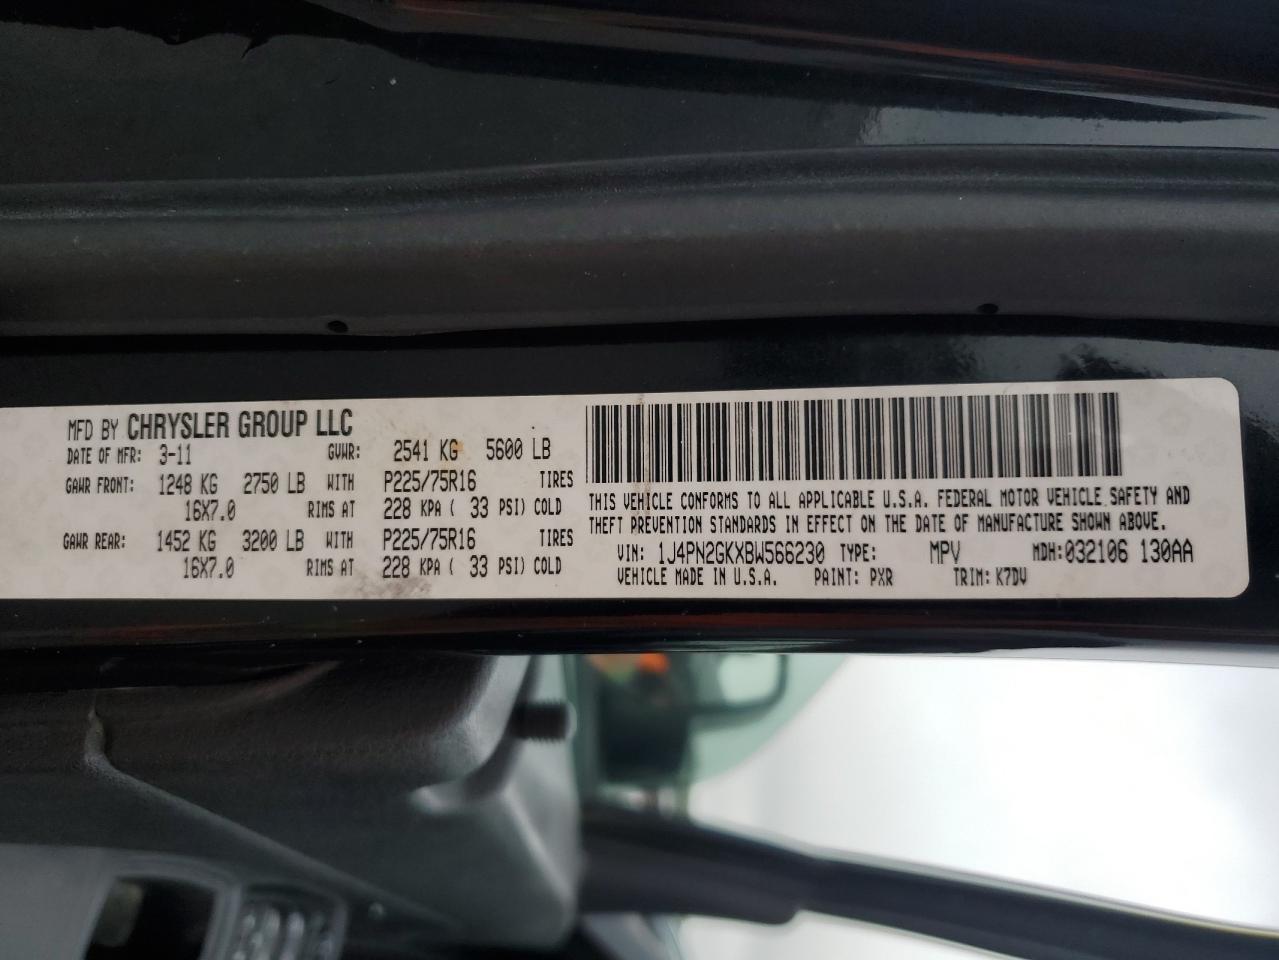 MFD BY CHRYSLER GROUP LLC
DATE OF MFR: 3-11 GVWR: 2541 KG 5600 LB
GAWR FRONT: 1248 KG 2750 LB WITH P225/75R16 TIRES
16X7.0 RIMS AT 228 KPA ( 33 PSI) COLD
GAWR REAR: 1452 KG 3200 LB WITH P225/75R16 TIRES
16X7.0 RIMS AT 228 KPA ( 33 PSI) COLD
THIS VEHICLE CONFORMS TO ALL APPLICABLE U.S.A. FEDERAL MOTOR VEHICLE SAFETY AND
THEFT PREVENTION STANDARDS IN EFFECT ON THE DATE OF MANUFACTURE SHOWN ABOVE.
VIN: 1J4PN2GKXBW566230 TYPE: MPV MDH:032106 130AA
VEHICLE MADE IN U.S.A. PAINT: PXR TRIM: K7DV